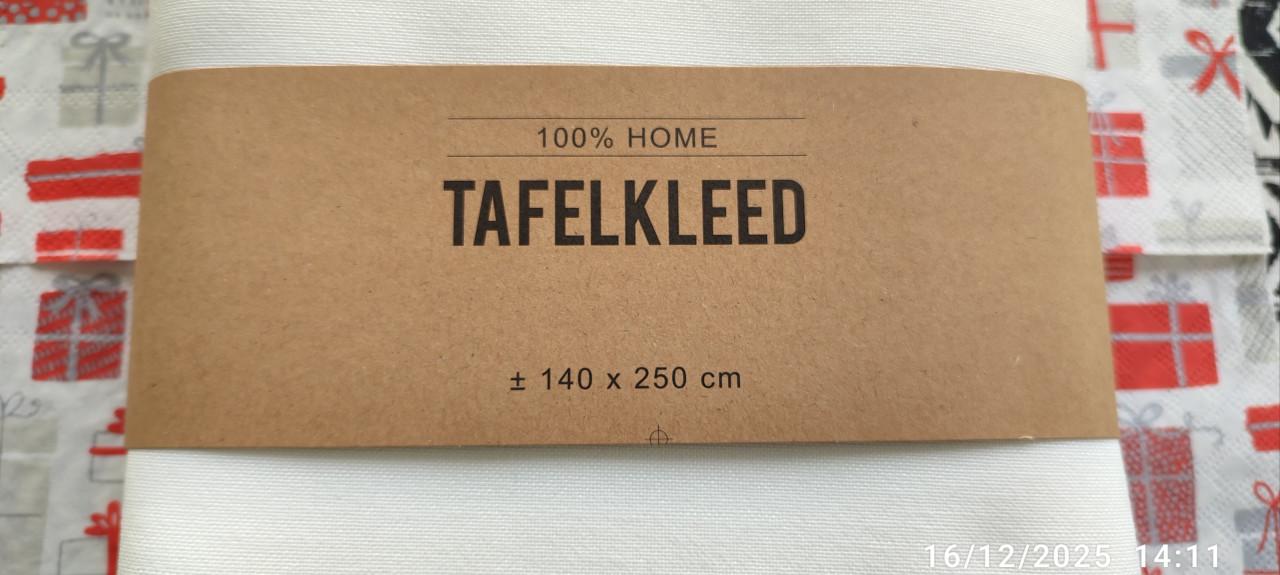 100% HOME
TAFELKLEED
± 140 x 250 cm
16/12/2025 14:11